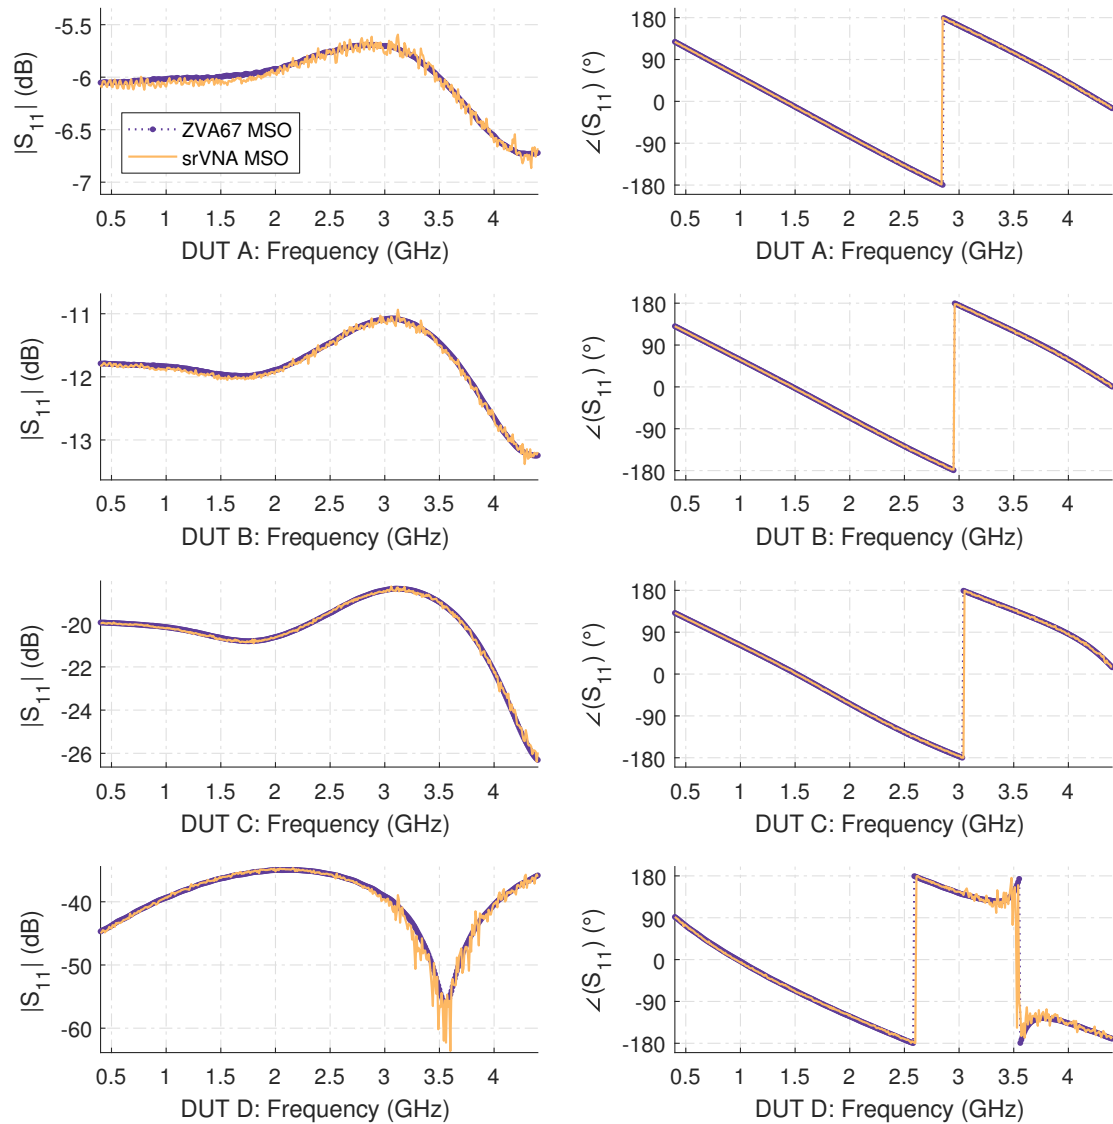 |S11| (dB)
-5.5
-6
-6.5
-7
ZVA67 MSO
srVNA MSO
0.5 1 1.5 2 2.5 3 3.5 4
DUT A: Frequency (GHz)
∠(S11) (°)
180
90
0
-90
-180
0.5 1 1.5 2 2.5 3 3.5 4
DUT A: Frequency (GHz)
|S11| (dB)
-11
-12
-13
0.5 1 1.5 2 2.5 3 3.5 4
DUT B: Frequency (GHz)
∠(S11) (°)
180
90
0
-90
-180
0.5 1 1.5 2 2.5 3 3.5 4
DUT B: Frequency (GHz)
|S11| (dB)
-20
-22
-24
-26
0.5 1 1.5 2 2.5 3 3.5 4
DUT C: Frequency (GHz)
∠(S11) (°)
180
90
0
-90
-180
0.5 1 1.5 2 2.5 3 3.5 4
DUT C: Frequency (GHz)
|S11| (dB)
-40
-50
-60
0.5 1 1.5 2 2.5 3 3.5 4
DUT D: Frequency (GHz)
∠(S11) (°)
180
90
0
-90
-180
0.5 1 1.5 2 2.5 3 3.5 4
DUT D: Frequency (GHz)